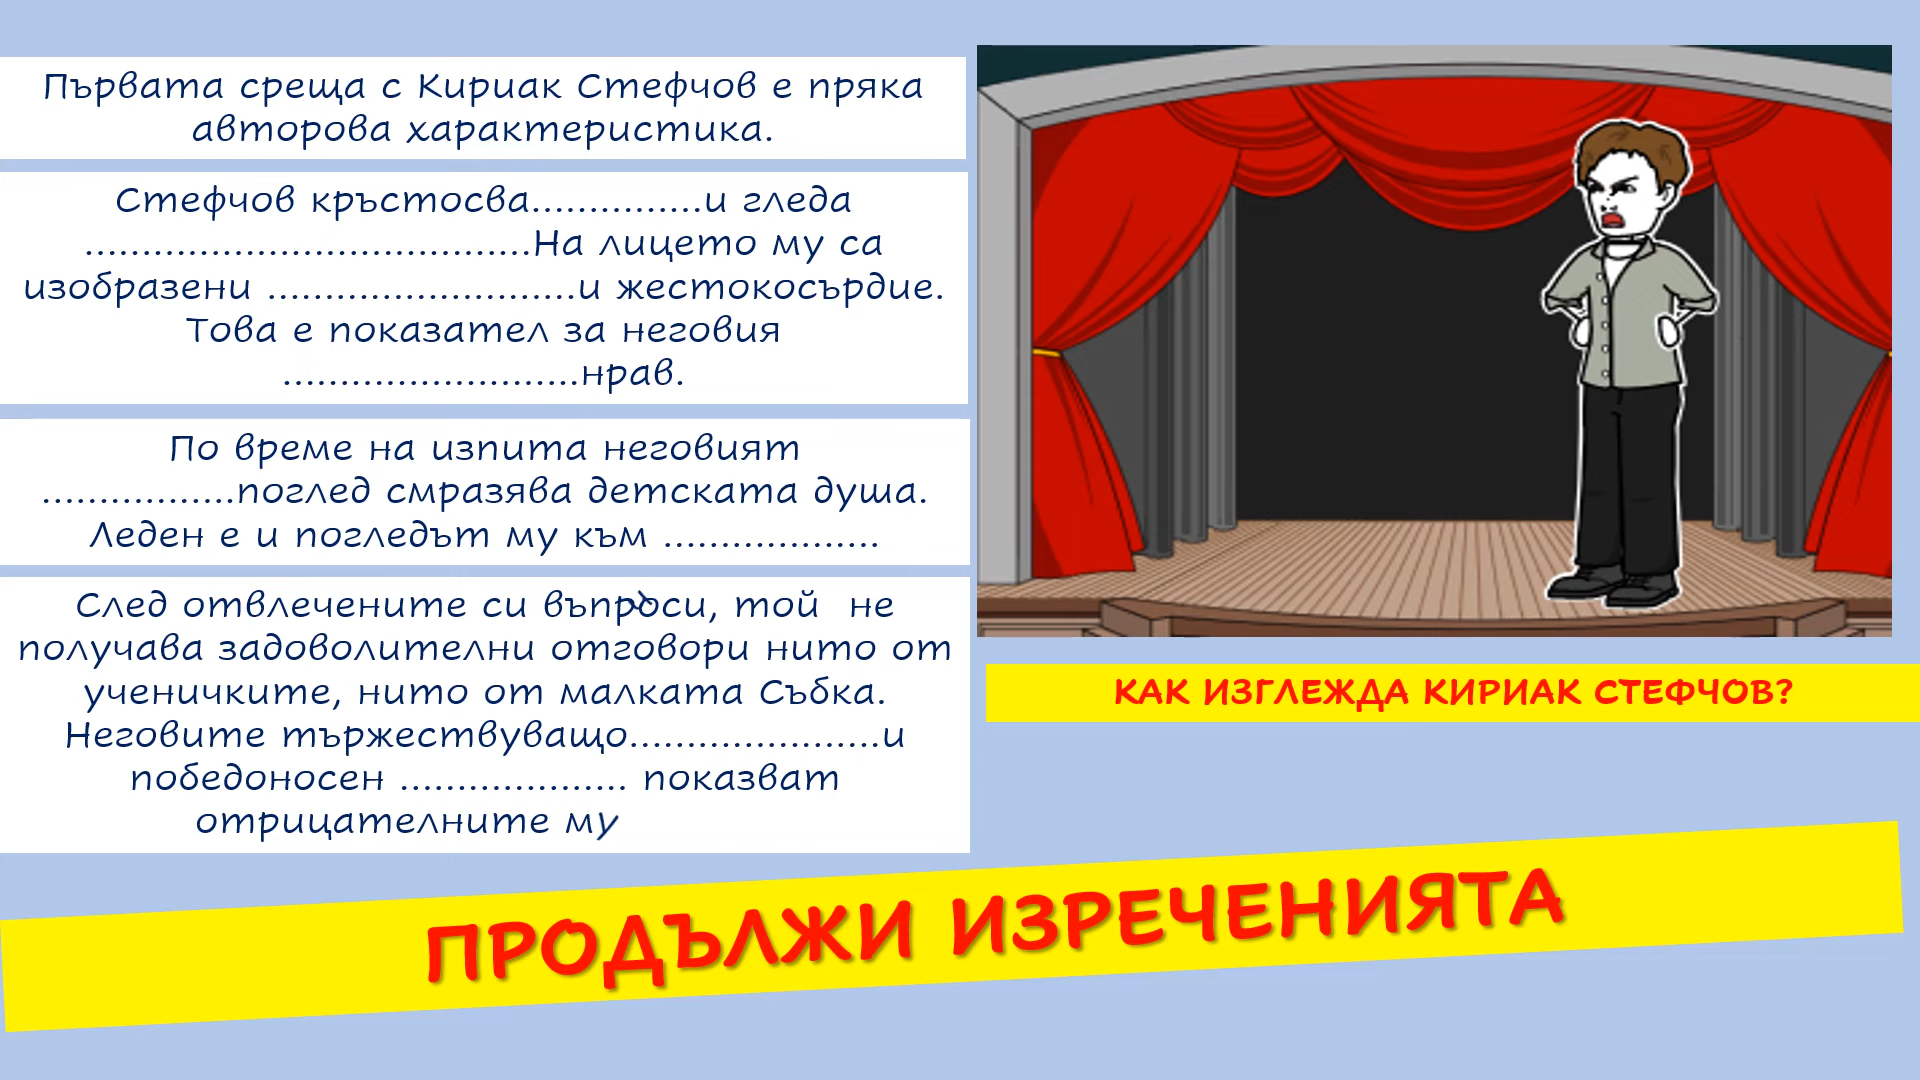 Първата среща с Кириак Стефчов е пряка
авторова характеристика.
Стефчов кръстосва...............и гледа
.......................................На лицето му са
изобразени ...........................и жестокосърдие.
Това е показател за неговия
..........................нрав.
По време на изпита неговият
.................поглед смразява детската душа.
Леден е и погледът му към ...................
След отвлечените си въпроси, той не
получава задоволителни отговори нито от
ученичките, нито от малката Събка.
Неговите тържествуващо......................и
победоносен .................... показват
отрицателните му
КАК ИЗГЛЕЖДА КИРИАК СТЕФЧОВ?
ПРОДЪЛЖИ ИЗРЕЧЕНИЯТА